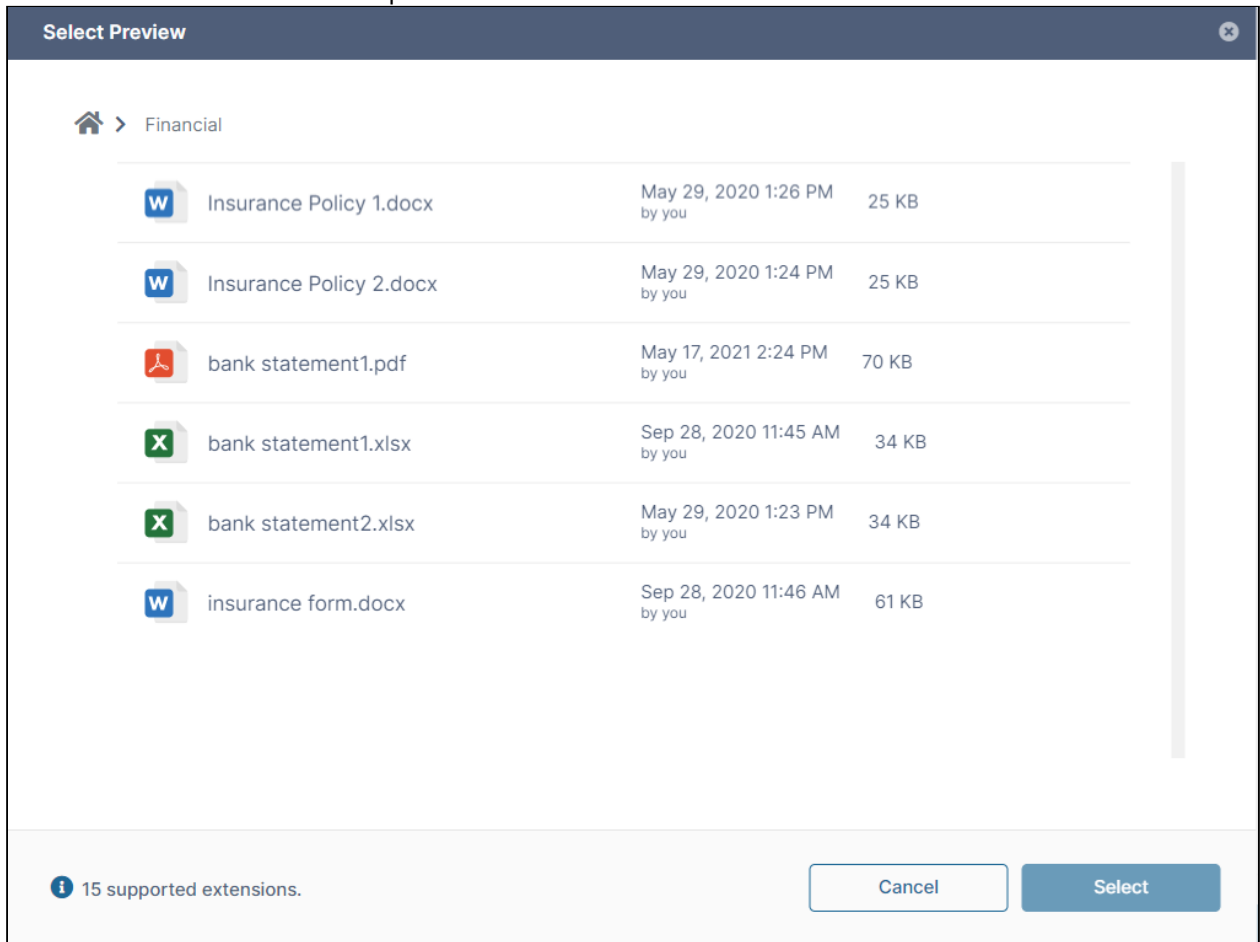 Select Preview
Financial
Insurance Policy 1.docx May 29, 2020 1:26 PM 25 KB
by you
Insurance Policy 2.docx May 29, 2020 1:24 PM 25 KB
by you
bank statement1.pdf May 17, 2021 2:24 PM 70 KB
by you
bank statement1.xlsx Sep 28, 2020 11:45 AM 34 KB
by you
bank statement2.xlsx May 29, 2020 1:23 PM 34 KB
by you
insurance form.docx Sep 28, 2020 11:46 AM 61 KB
by you
15 supported extensions. Cancel Select